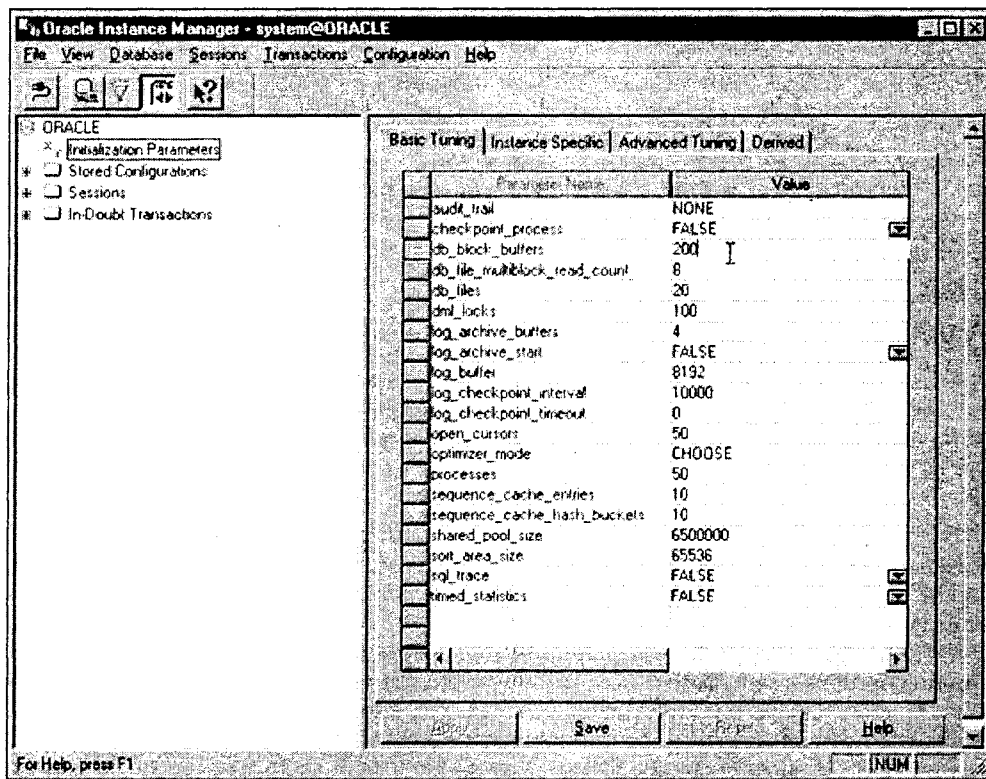 Oracle Instance Manager - system@ORACLE
File View Database Sessions Transactions Configuration Help
ORACLE
Initialization Parameters
Stored Configurations
Sessions
In-Doubt Transactions
Basic Tuning Instance Specific Advanced Tuning Derived
Parameter Name Value
audit_trail NONE
checkpoint_process FALSE
db_block_buffers 200
db_file_multiblock_read_count 8
db_files 20
dml_locks 100
log_archive_buffers 4
log_archive_start FALSE
log_buffer 8192
log_checkpoint_interval 10000
log_checkpoint_timeout 0
open_cursors 50
optimizer_mode CHOOSE
processes 50
sequence_cache_entries 10
sequence_cache_hash_buckets 10
shared_pool_size 6500000
sort_area_size 65536
sql_trace FALSE
timed_statistics FALSE
Apply Save Help
For Help, press F1 NUM